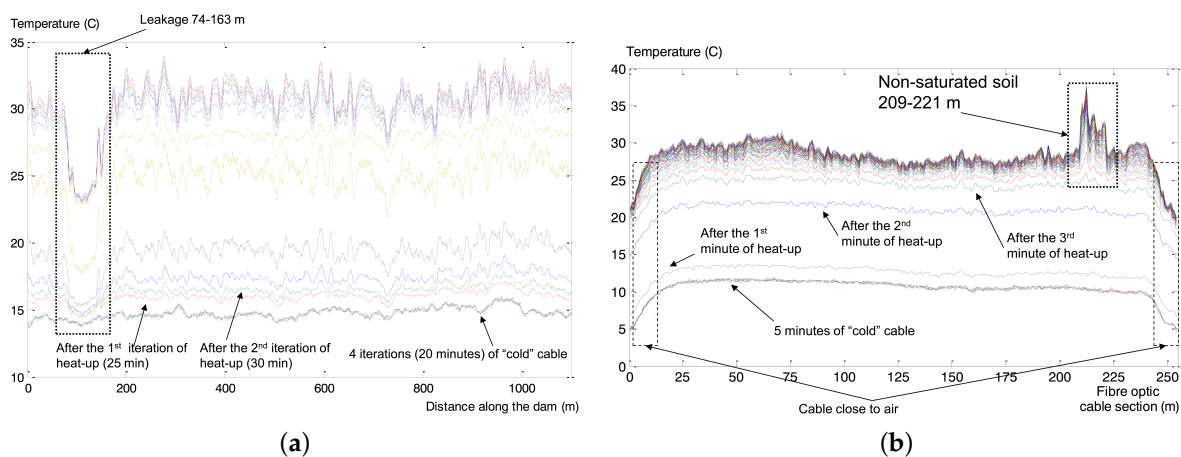 Temperature (C)
Leakage 74-163 m
35
30
25
20
15
10
0
200
400
600
800
1000
After the 1st iteration of
heat-up (25 min)
After the 2nd iteration of
heat-up (30 min)
4 iterations (20 minutes) of “cold” cable
Distance along the dam (m)
(a)
Temperature (C)
40
35
30
25
20
15
10
5
0
Non-saturated soil
209-221 m
After the 1st
minute of heat-up
After the 2nd
minute of heat-up
After the 3rd
minute of heat-up
5 minutes of “cold” cable
0
25
50
75
100
125
150
175
200
225
250
Cable close to air
Fibre optic
cable section (m)
(b)